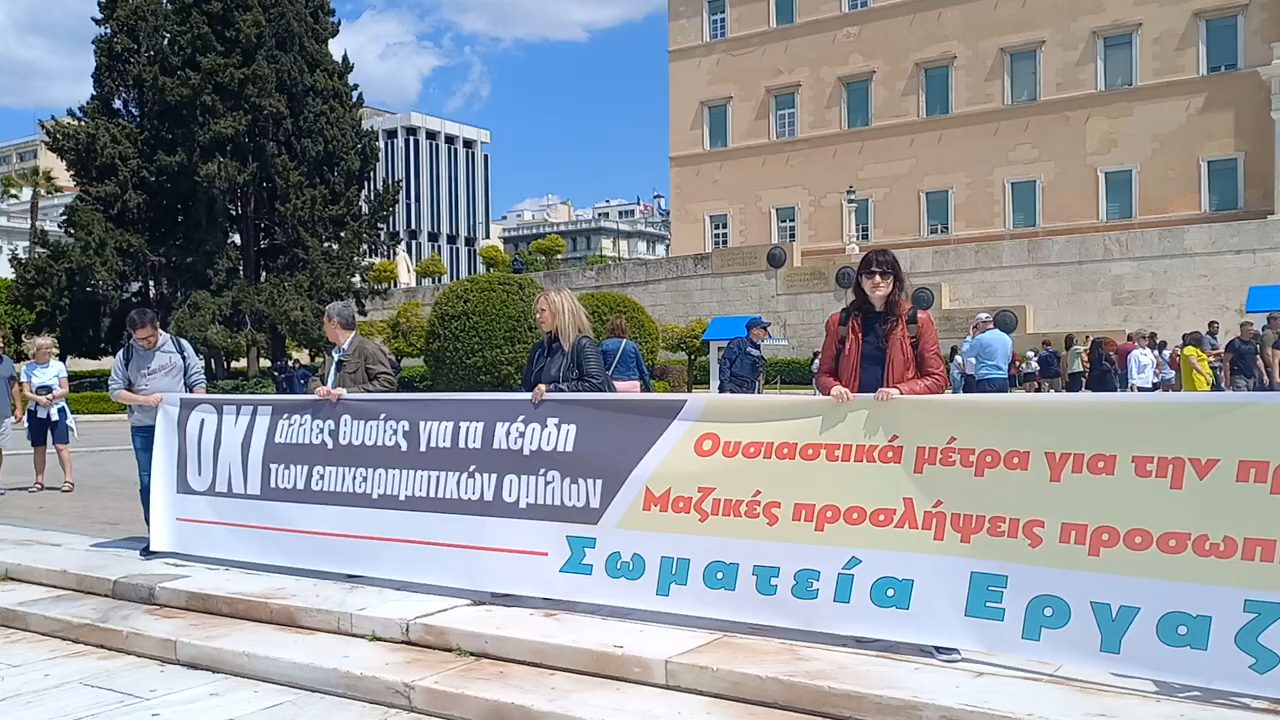 ΟΧΙ άλλες θυσίες για τα κέρδη
των επιχειρηματικών ομίλων
Ουσιαστικά μέτρα για την
Μαζικές προσλήψεις
Σωματεία